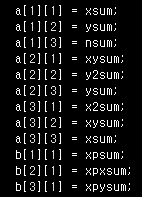 a[1][1] = xsum;
a[1][2] = ysum;
a[1][3] = nsum;
a[2][1] = xysum;
a[2][2] = y2sum;
a[2][3] = ysum;
a[3][1] = x2sum;
a[3][2] = xysum;
a[3][3] = xsum;
b[1][1] = xpsum;
b[2][1] = xpxsum;
b[3][1] = xpysum;